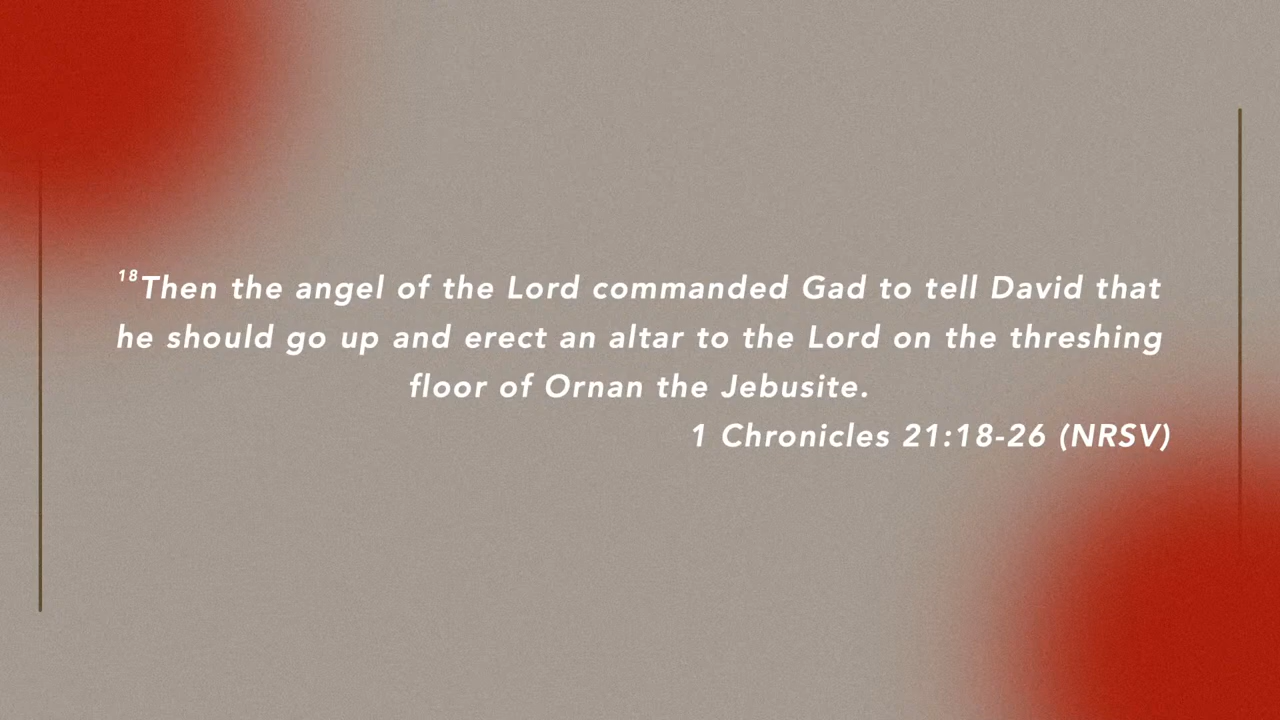 18Then the angel of the Lord commanded Gad to tell David that
he should go up and erect an altar to the Lord on the threshing
floor of Ornan the Jebusite.
1 Chronicles 21:18-26 (NRSV)